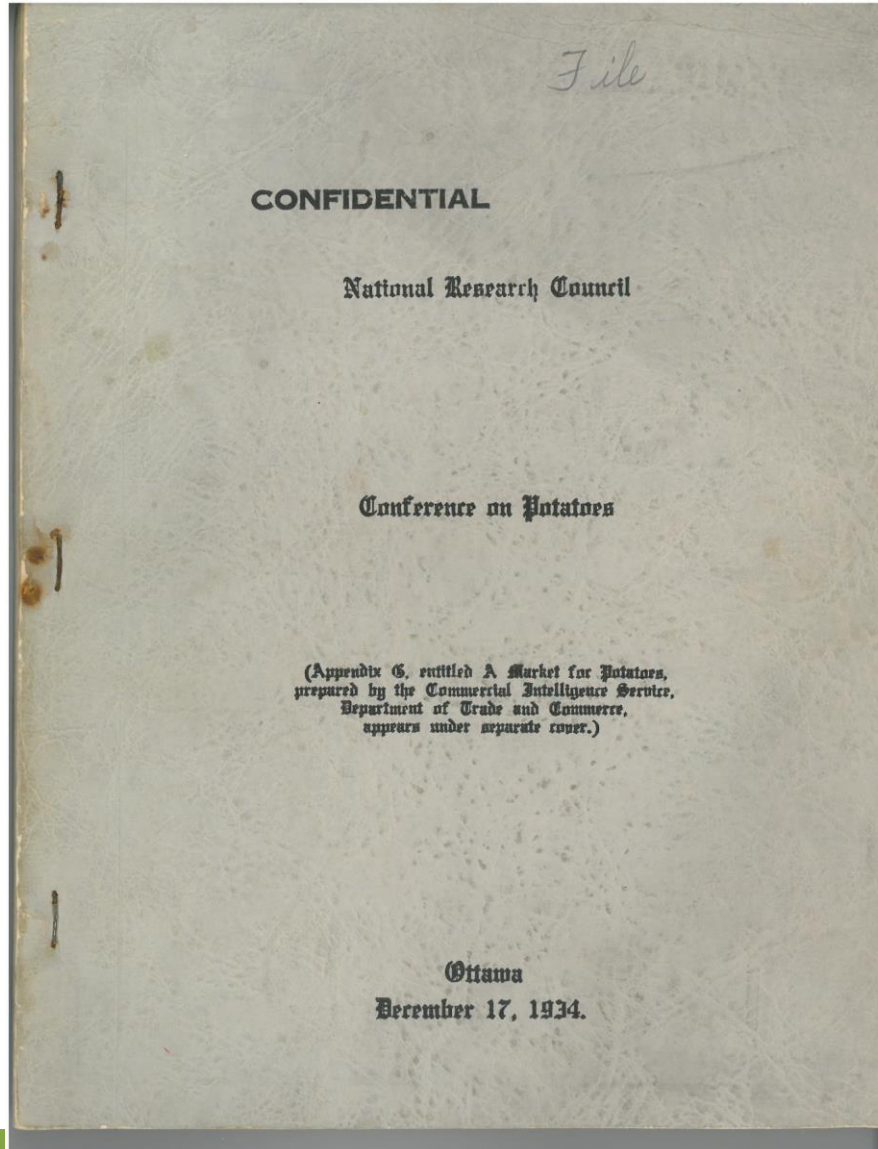 File
CONFIDENTIAL
National Research Council
Conference on Potatoes
(Appendix G, entitled A Market for Potatoes,
prepared by the Commercial Intelligence Service,
Department of Trade and Commerce,
appears under separate cover.)
Ottawa
December 17, 1934.